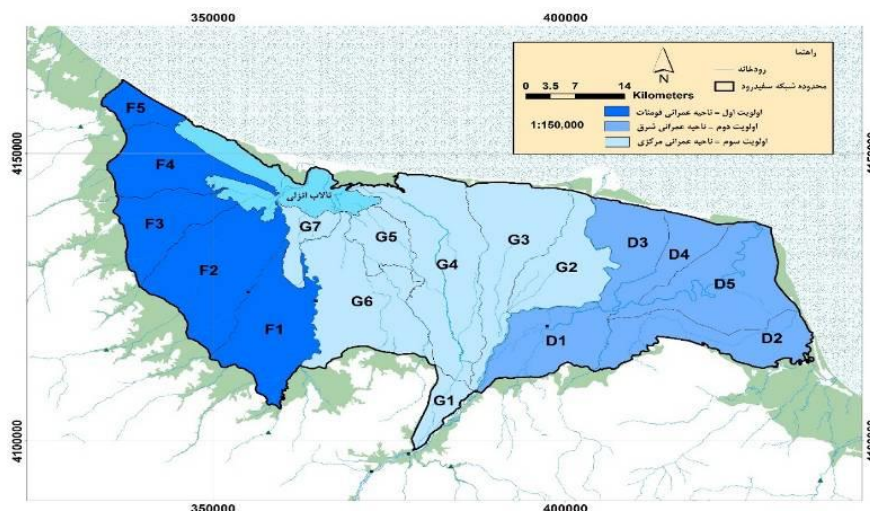 350000 400000
راهنما
رودخانه
محدوده شبکه سفیدرود
N
0 3.5 7 14
Kilometers
1:150,000
اولویت اول - ناحیه عمرانی فومنات
اولویت دوم - ناحیه عمرانی شرق
اولویت سوم - ناحیه عمرانی مرکزی
4150000 4150000
F5
F4
تالاب انزلی
F3
G7
G5
G3
D3
D4
G4
G2
F2
D5
G6
F1
D1
D2
G1
4100000 4100000
350000 400000